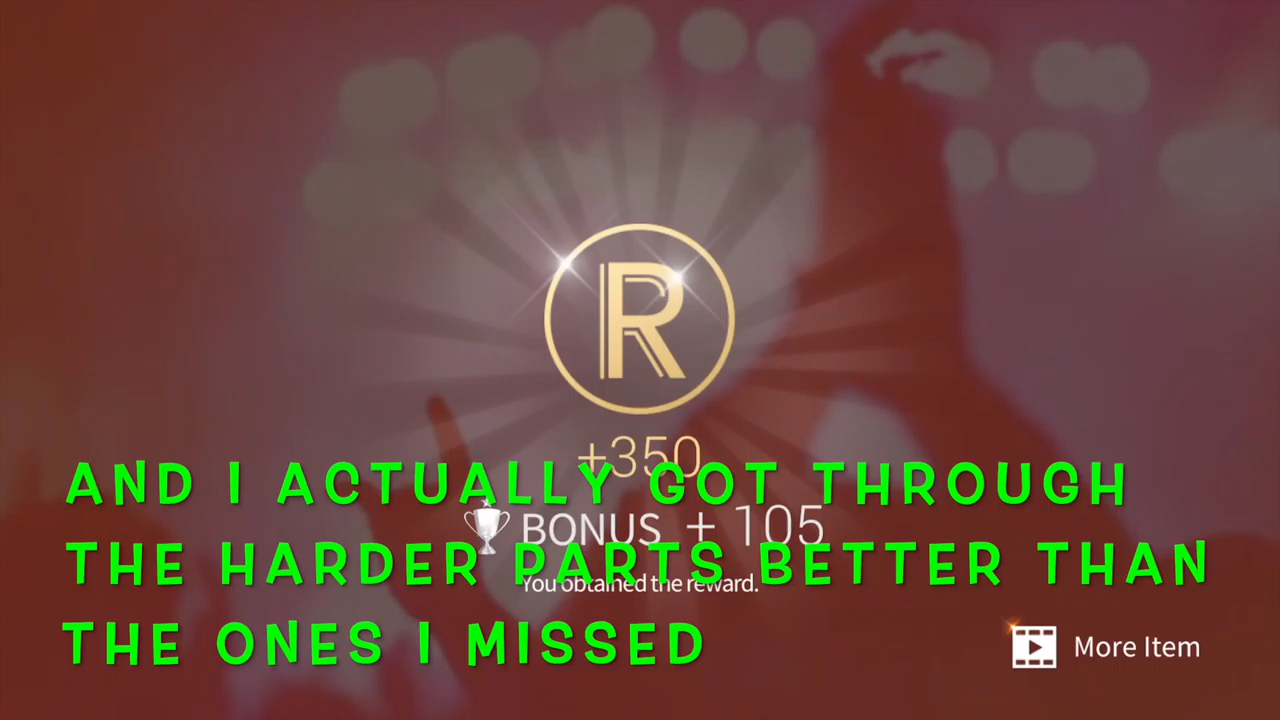 R
+350
AND I ACTUALLY GOT THROUGH
BONUS + 105
THE HARDER PARTS BETTER THAN
You obtained the reward.
THE ONES I MISSED
More Item